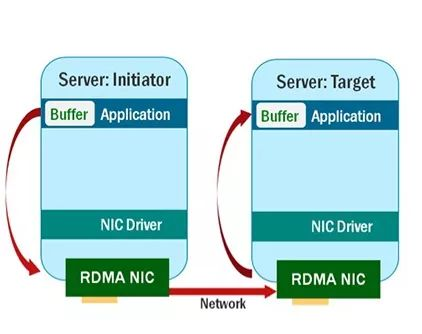 Server: Initiator
Buffer Application
NIC Driver
RDMA NIC
Server: Target
Buffer Application
NIC Driver
RDMA NIC
Network